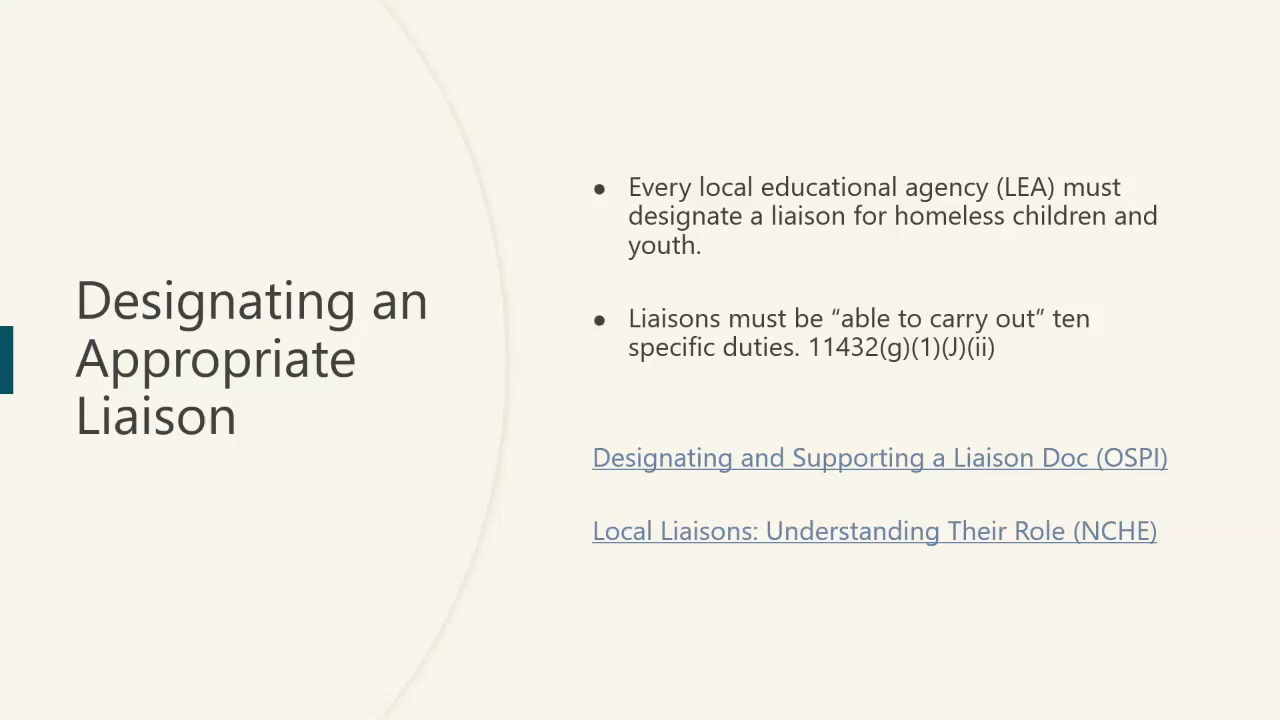 Designating an
Appropriate
Liaison
● Every local educational agency (LEA) must
designate a liaison for homeless children and
youth.
● Liaisons must be “able to carry out” ten
specific duties. 11432(g)(1)(J)(ii)
Designating and Supporting a Liaison Doc (OSPI)
Local Liaisons: Understanding Their Role (NCHE)